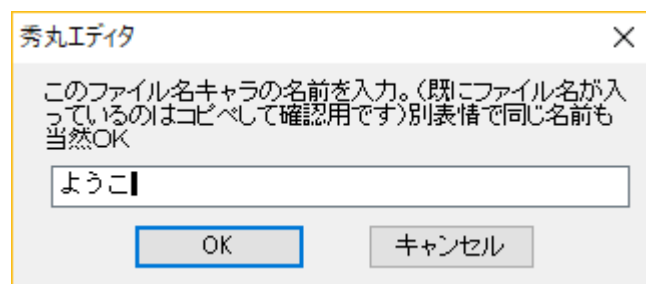 秀丸エディタ
このファイル名キャラの名前を入力。(既にファイル名が入
っているのはコピペして確認用です)別表情で同じ名前も
当然OK
ようこ
OK
キャンセル